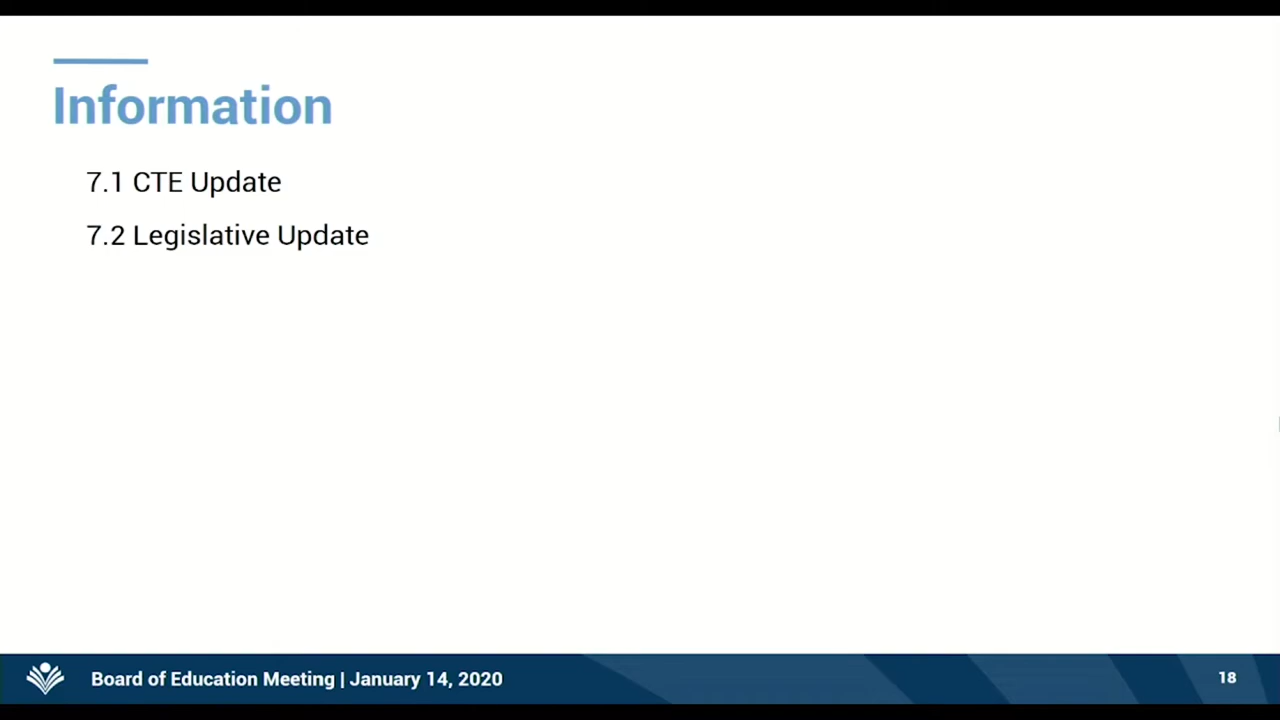 Information
7.1 CTE Update
7.2 Legislative Update
Board of Education Meeting | January 14, 2020
18